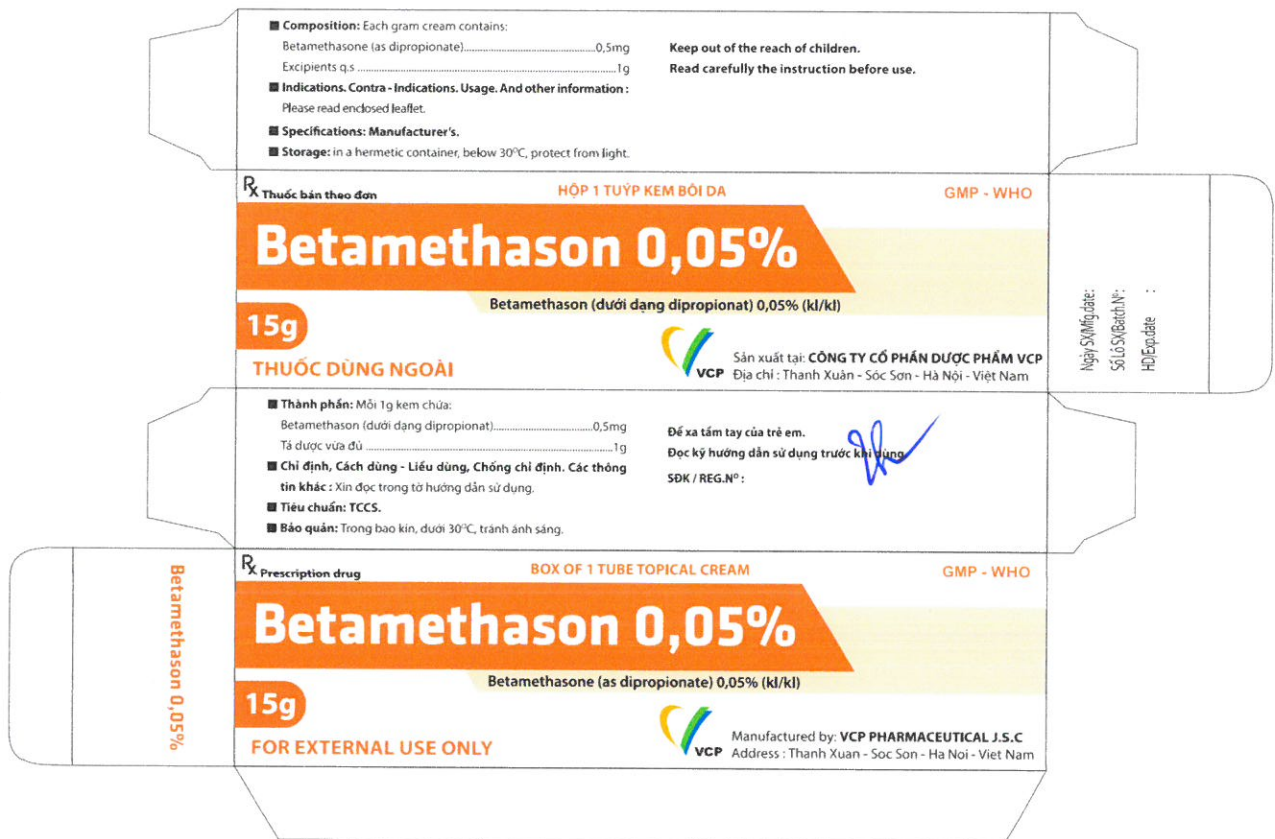 ■ Composition: Each gram cream contains:
Betamethasone (as dipropionate)..........................................0,5mg
Excipients q.s ...................................................................................1g
■ Indications. Contra - Indications. Usage. And other information :
Please read enclosed leaflet.
■ Specifications: Manufacturer's.
■ Storage: in a hermetic container, below 30°C, protect from light.
Keep out of the reach of children.
Read carefully the instruction before use.
Rx Thuốc bán theo đơn
HỘP 1 TUÝP KEM BÔI DA
GMP - WHO
Betamethason 0,05%
Betamethason (dưới dạng dipropionat) 0,05% (kl/kl)
15g
THUỐC DÙNG NGOÀI
VCP
Sản xuất tại: CÔNG TY CỔ PHẦN DƯỢC PHẨM VCP
Địa chỉ : Thanh Xuân - Sóc Sơn - Hà Nội - Việt Nam
Ngày SX/Mfg.date:
Số Lô SX/Batch.Nº:
HD/Exp.date :
■ Thành phần: Mỗi 1g kem chứa:
Betamethason (dưới dạng dipropionat)................................0,5mg
Tá dược vừa đủ ................................................................................1g
■ Chỉ định, Cách dùng - Liều dùng, Chống chỉ định. Các thông
tin khác : Xin đọc trong tờ hướng dẫn sử dụng.
■ Tiêu chuẩn: TCCS.
■ Bảo quản: Trong bao kín, dưới 30°C, tránh ánh sáng.
Để xa tầm tay của trẻ em.
Đọc kỹ hướng dẫn sử dụng trước khi dùng.
SĐK / REG.Nº :
Rx Prescription drug
BOX OF 1 TUBE TOPICAL CREAM
GMP - WHO
Betamethason 0,05%
Betamethasone (as dipropionate) 0,05% (kl/kl)
15g
FOR EXTERNAL USE ONLY
VCP
Manufactured by: VCP PHARMACEUTICAL J.S.C
Address : Thanh Xuan - Soc Son - Ha Noi - Viet Nam
Betamethason 0,05%